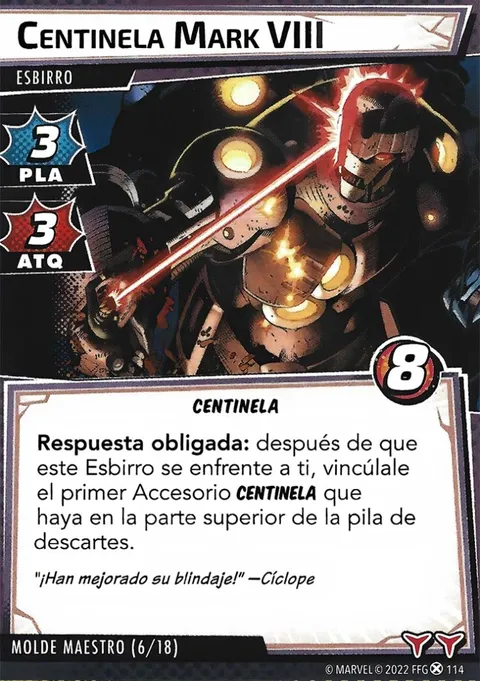 CENTINELA MARK VIII
ESBIRRO
3
PLA
3
ATQ
8
CENTINELA
Respuesta obligada: después de que
este Esbirro se enfrente a ti, vincúlale
el primer Accesorio CENTINELA que
haya en la parte superior de la pila de
descartes.
"¡Han mejorado su blindaje!" —Cíclope
MOLDE MAESTRO (6/18)
© MARVEL © 2022 FFG 114